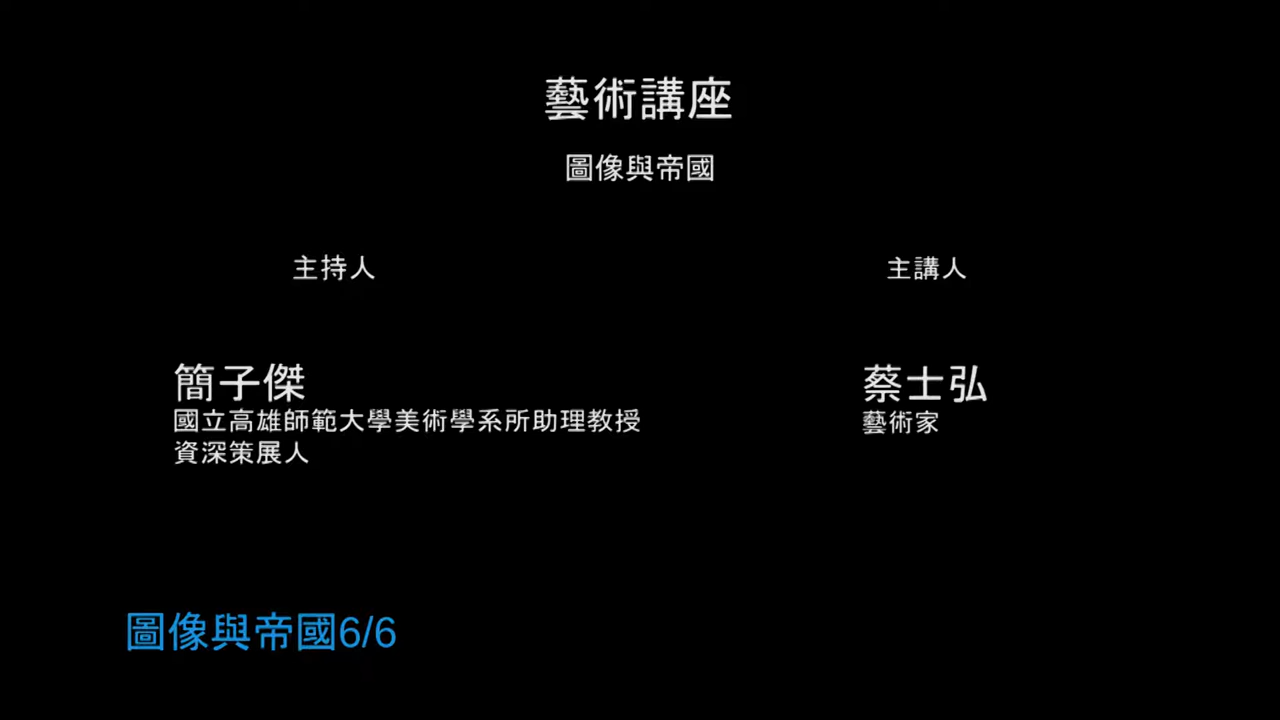 藝術講座
圖像與帝國
主持人
主講人
簡子傑
國立高雄師範大學美術學系所助理教授
資深策展人
蔡士弘
藝術家
圖像與帝國6/6